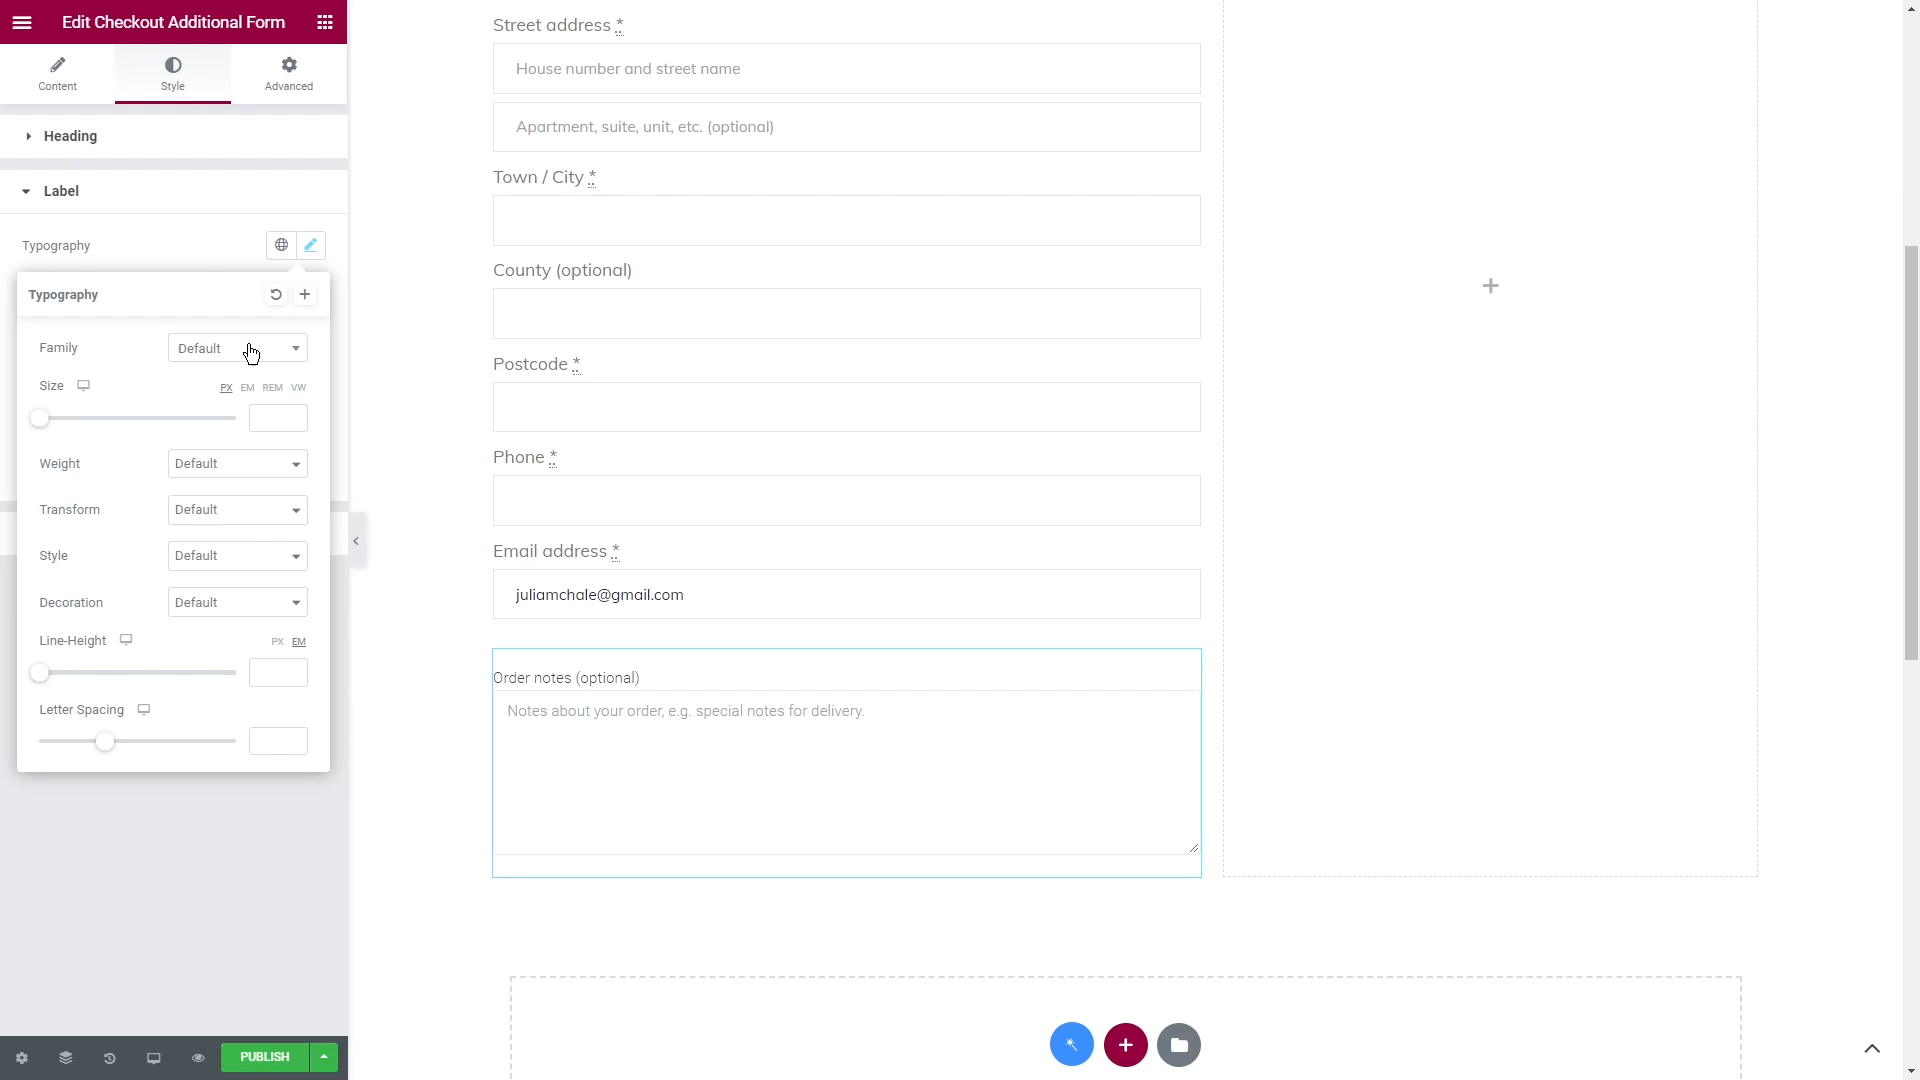 Edit Checkout Additional Form
Content
Style
Advanced
Heading
Label
Typography
Typography
Family
Default
Size
PX EM REM VW
Weight
Default
Transform
Default
Style
Default
Decoration
Default
Line-Height
PX EM
Letter Spacing
PUBLISH
Street address *
House number and street name
Apartment, suite, unit, etc. (optional)
Town / City *
County (optional)
Postcode *
Phone *
Email address *
juliamchale@gmail.com
Order notes (optional)
Notes about your order, e.g. special notes for delivery.